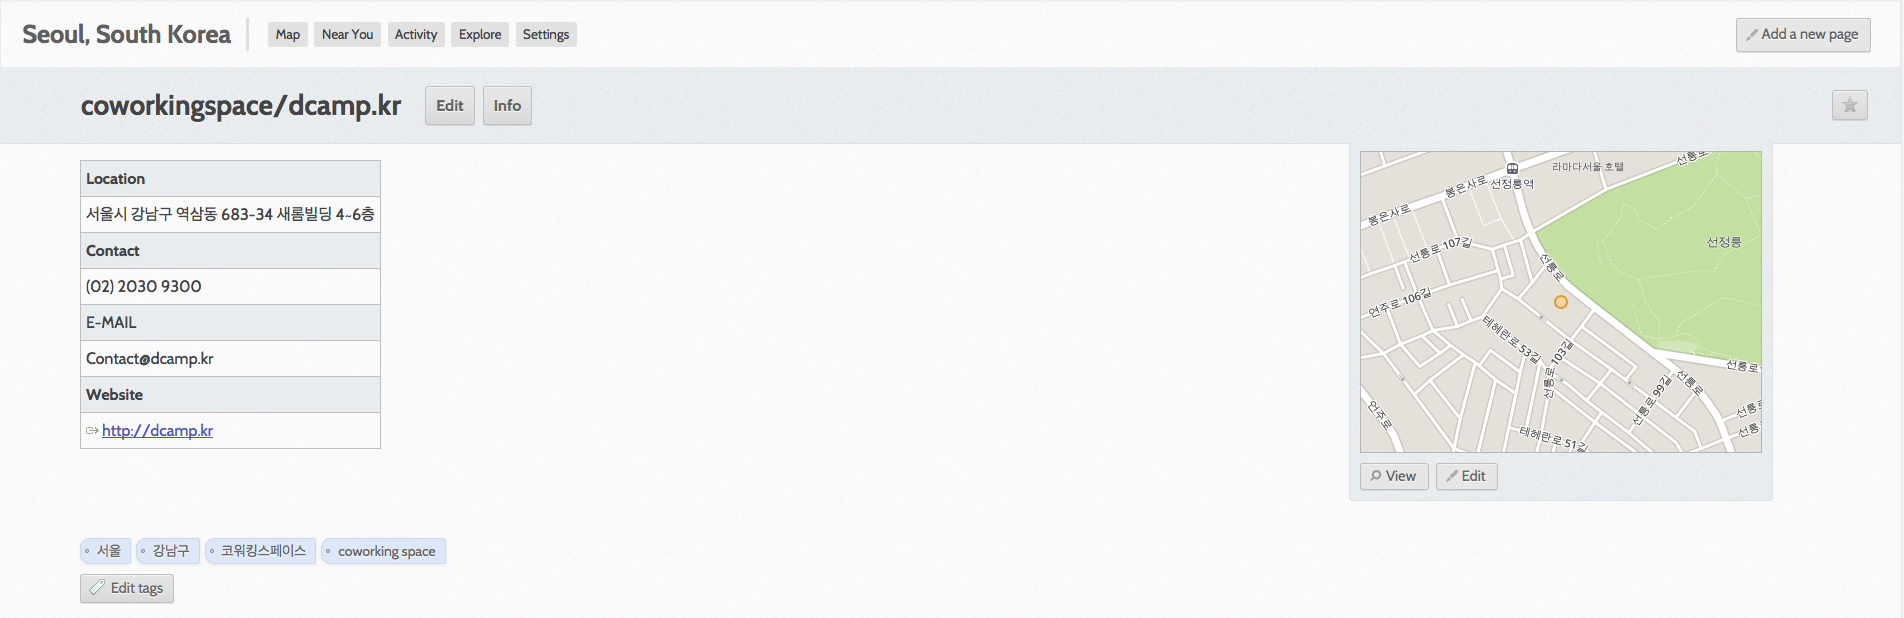 Seoul, South Korea
Map
Near You
Activity
Explore
Settings
Add a new page
coworkingspace/dcamp.kr
Edit
Info
Location
서울시 강남구 역삼동 683-34 새롬빌딩 4~6층
Contact
(02) 2030 9300
E-MAIL
Contact@dcamp.kr
Website
http://dcamp.kr
라마다서울 호텔
선릉로
봉은사로
선정릉역
봉은사로
선정릉
선릉로 107길
선릉로
언주로 106길
테헤란로 53길
선릉로 103길
선릉로
선릉로
선릉로 99길
언주로
선릉로
선릉로
테헤란로 51길
View
Edit
서울
강남구
코워킹스페이스
coworking space
Edit tags